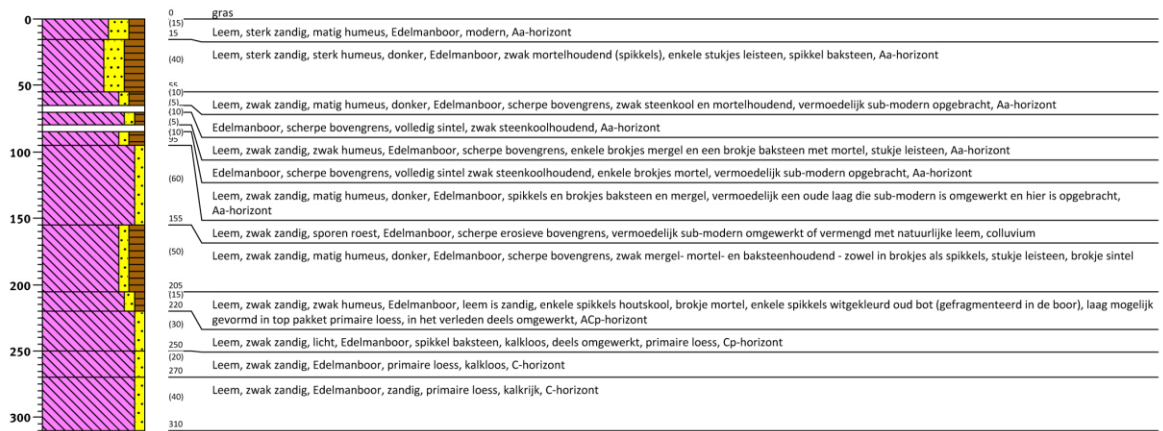 0 gras
0
(15)
15 Leem, sterk zandig, matig humeus, Edelmanboor, modern, Aa-horizont
(40) Leem, sterk zandig, sterk humeus, donker, Edelmanboor, zwak mortelhoudend (spikkels), enkele stukjes leisteen, spikkel baksteen, Aa-horizont
55
50
(10)
(5) Leem, zwak zandig, matig humeus, donker, Edelmanboor, scherpe bovengrens, zwak steenkool en mortelhoudend, vermoedelijk sub-modern opgebracht, Aa-horizont
(10)
(5) Edelmanboor, scherpe bovengrens, volledig sintel, zwak steenkoolhoudend, Aa-horizont
(10)
95
100 Leem, zwak zandig, zwak humeus, Edelmanboor, scherpe bovengrens, enkele brokjes mergel en een brokje baksteen met mortel, stukje leisteen, Aa-horizont
(60) Edelmanboor, scherpe bovengrens, volledig sintel zwak steenkoolhoudend, enkele brokjes mortel, vermoedelijk sub-modern opgebracht, Aa-horizont
Leem, zwak zandig, matig humeus, donker, Edelmanboor, spikkels en brokjes baksteen en mergel, vermoedelijk een oude laag die sub-modern is omgewerkt en hier is opgebracht,
Aa-horizont
150
155
Leem, zwak zandig, sporen roest, Edelmanboor, scherpe erosieve bovengrens, vermoedelijk sub-modern omgewerkt of vermengd met natuurlijke leem, colluvium
(50) Leem, zwak zandig, matig humeus, donker, Edelmanboor, scherpe bovengrens, zwak mergel- mortel- en baksteenhoudend - zowel in brokjes als spikkels, stukje leisteen, brokje sintel
200
205
(15)
220 Leem, zwak zandig, zwak humeus, Edelmanboor, leem is zandig, enkele spikkels houtskool, brokje mortel, enkele spikkels witgekleurd oud bot (gefragmenteerd in de boor), laag mogelijk
gevormd in top pakket primaire loess, in het verleden deels omgewerkt, ACp-horizont
(30)
250
250 Leem, zwak zandig, licht, Edelmanboor, spikkel baksteen, kalkloos, deels omgewerkt, primaire loess, Cp-horizont
(20)
270 Leem, zwak zandig, Edelmanboor, primaire loess, kalkloos, C-horizont
(40) Leem, zwak zandig, Edelmanboor, zandig, primaire loess, kalkrijk, C-horizont
300
310